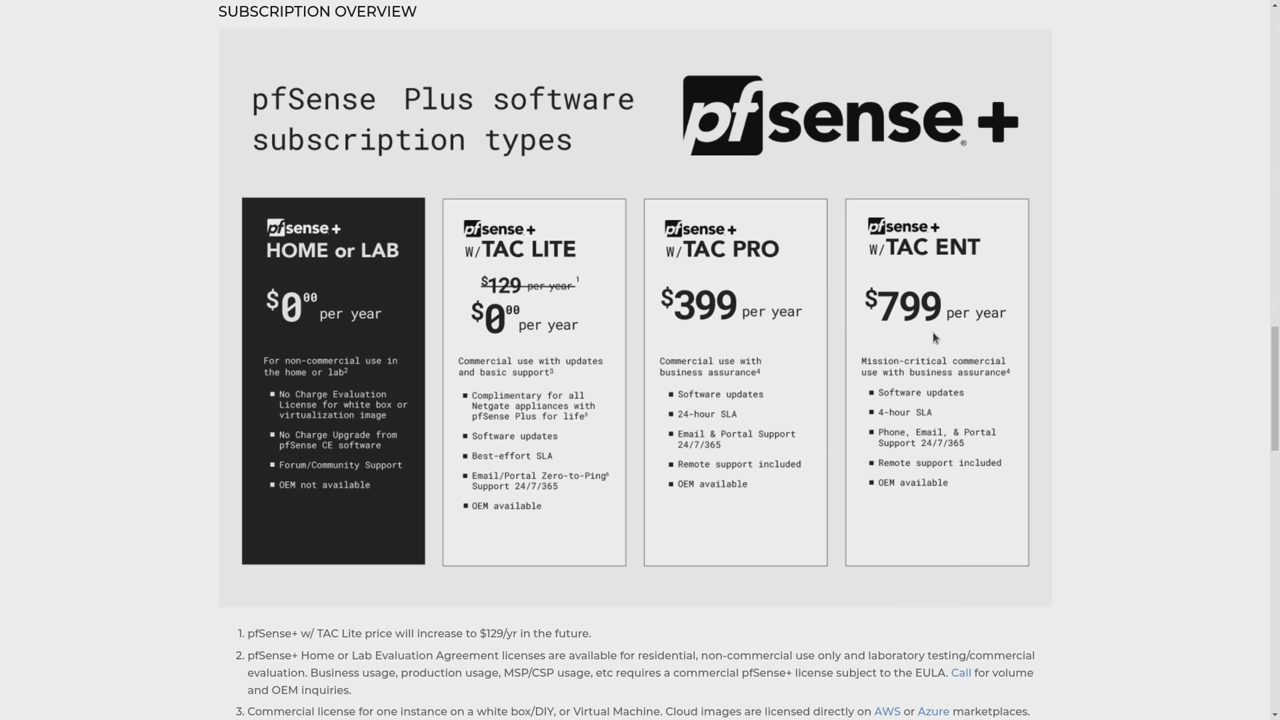 SUBSCRIPTION OVERVIEW
pfSense Plus software
subscription types
pfsense®+
pfsense+
HOME or LAB
$0⁰⁰ per year
For non-commercial use in
the home or lab²
▪ No Charge Evaluation
License for white box or
virtualization image
▪ No Charge Upgrade from
pfSense CE software
▪ Forum/Community Support
▪ OEM not available
pfsense+
W/TAC LITE
$129 per year¹
$0⁰⁰ per year
Commercial use with updates
and basic support³
▪ Complimentary for all
Netgate appliances with
pfSense Plus for life⁵
▪ Software updates
▪ Best-effort SLA
▪ Email/Portal Zero-to-Ping⁶
Support 24/7/365
▪ OEM available
pfsense+
W/TAC PRO
$399 per year
Commercial use with
business assurance⁴
▪ Software updates
▪ 24-hour SLA
▪ Email & Portal Support
24/7/365
▪ Remote support included
▪ OEM available
pfsense+
W/TAC ENT
$799 per year
Mission-critical commercial
use with business assurance⁴
▪ Software updates
▪ 4-hour SLA
▪ Phone, Email, & Portal
Support 24/7/365
▪ Remote support included
▪ OEM available
1. pfSense+ w/ TAC Lite price will increase to $129/yr in the future.
2. pfSense+ Home or Lab Evaluation Agreement licenses are available for residential, non-commercial use only and laboratory testing/commercial
evaluation. Business usage, production usage, MSP/CSP usage, etc requires a commercial pfSense+ license subject to the EULA. Call for volume
and OEM inquiries.
3. Commercial license for one instance on a white box/DIY, or Virtual Machine. Cloud images are licensed directly on AWS or Azure marketplaces.